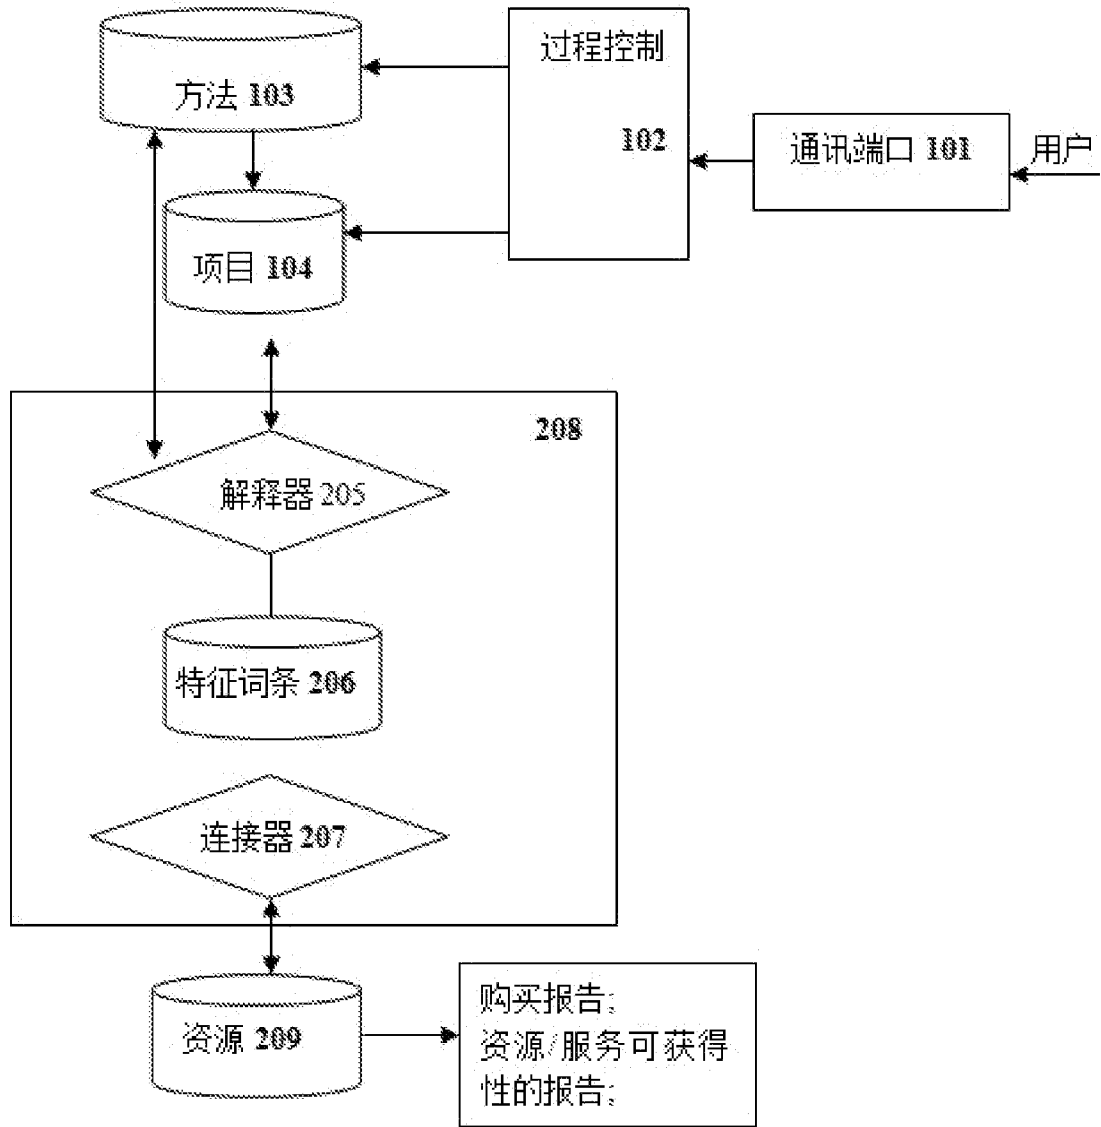 过程控制
102
方法 103
通讯端口 101
用户
项目 104
208
解释器 205
特征词条 206
连接器 207
资源 209
购买报告;
资源/服务可获得
性的报告;